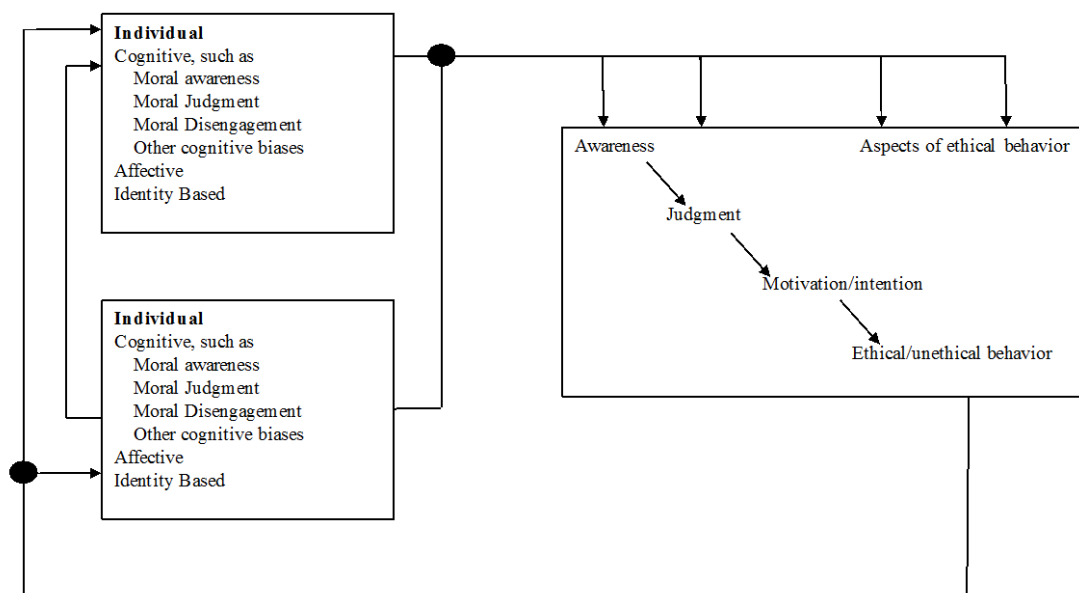 Individual
Cognitive, such as
Moral awareness
Moral Judgment
Moral Disengagement
Other cognitive biases
Affective
Identity Based
Individual
Cognitive, such as
Moral awareness
Moral Judgment
Moral Disengagement
Other cognitive biases
Affective
Identity Based
Awareness
Aspects of ethical behavior
Judgment
Motivation/intention
Ethical/unethical behavior